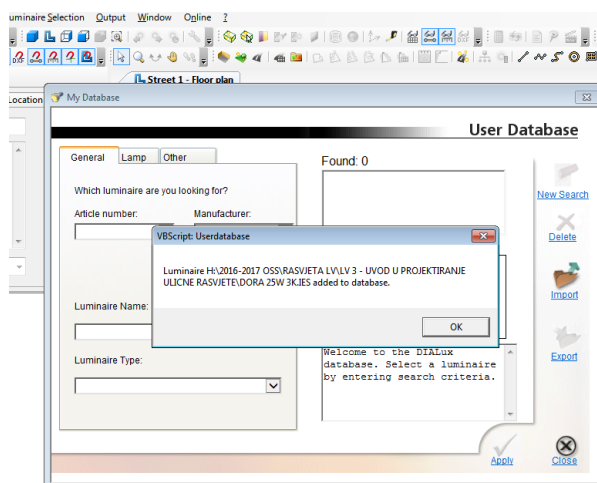 uminaire Selection Output Window Online ?
DXF
Street 1 - Floor plan
Location
My Database
User Database
General Lamp Other
Found: 0
Which luminaire are you looking for?
Article number: Manufacturer:
New Search
Delete
VBScript: Userdatabase
Luminaire H:\2016-2017 OSS\RASVJETA LV\LV 3 - UVOD U PROJEKTIRANJE
ULICNE RASVJETE\DORA 25W 3K.IES added to database.
OK
Import
Luminaire Name:
Luminaire Type:
Welcome to the DIALux
database. Select a luminaire
by entering search criteria.
Export
Apply
Close